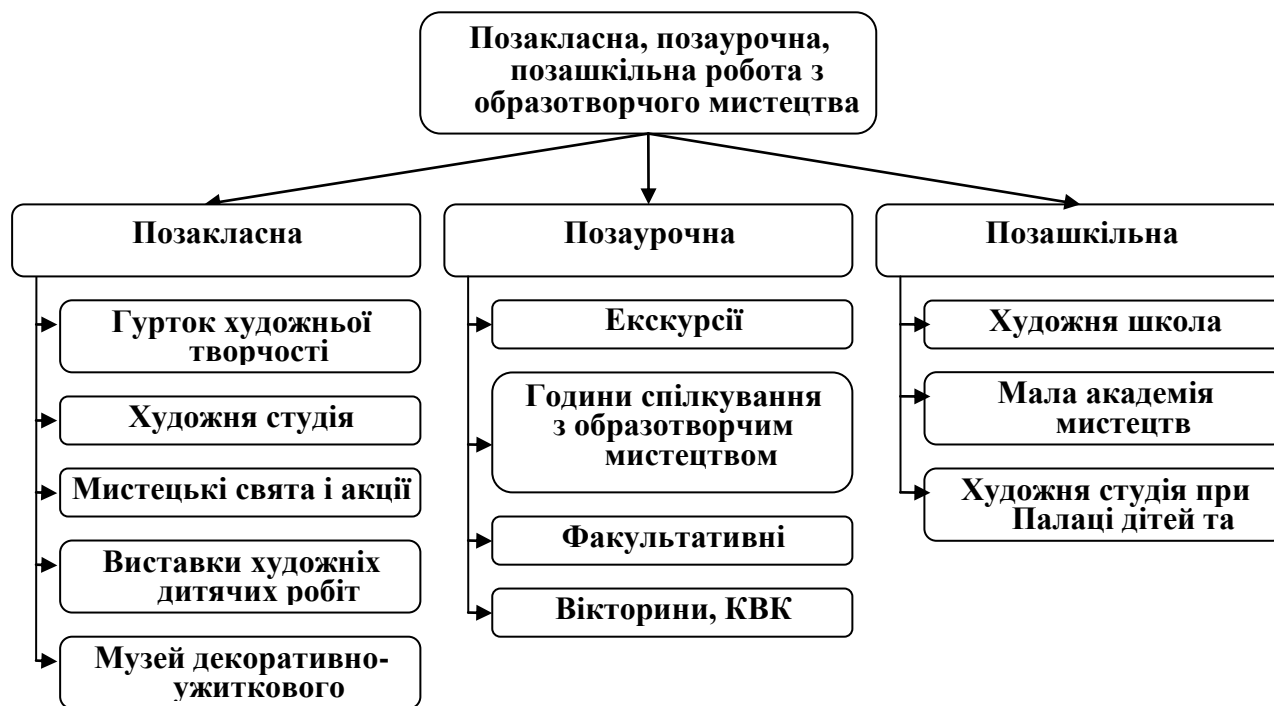 Позакласна, позаурочна,
позашкільна робота з
образотворчого мистецтва
Позакласна
Гурток художньої
творчості
Художня студія
Мистецькі свята і акції
Виставки художніх
дитячих робіт
Музей декоративно-
ужиткового
Позаурочна
Екскурсії
Години спілкування
з образотворчим
мистецтвом
Факультативні
Вікторини, КВК
Позашкільна
Художня школа
Мала академія
мистецтв
Художня студія при
Палаці дітей та